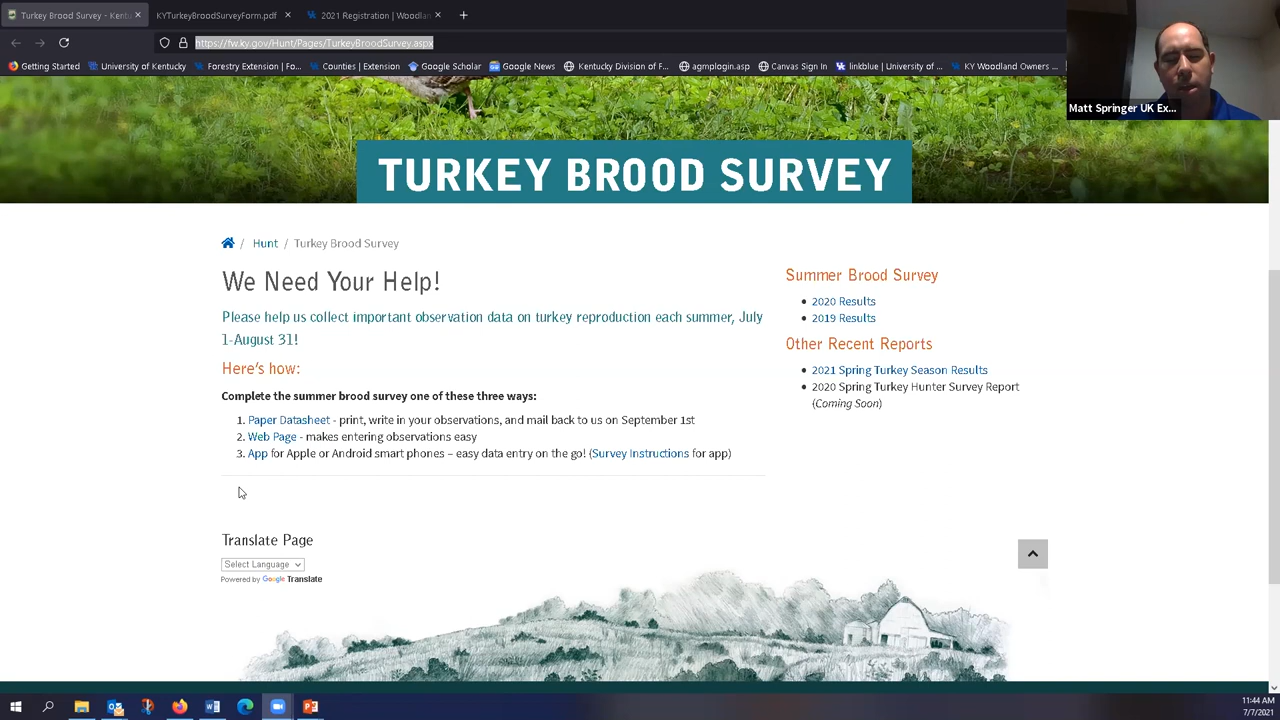 Turkey Brood Survey - Kentu
KYTurkeyBroodSurveyForm.pdf
2021 Registration | Woodlan
https://fw.ky.gov/Hunt/Pages/TurkeyBroodSurvey.aspx
Getting Started
University of Kentucky
Forestry Extension | Fo...
Counties | Extension
Google Scholar
Google News
Kentucky Division of F...
agmplogin.asp
Canvas Sign In
linkblue | University of ...
KY Woodland Owners ...
Matt Springer UK Ex...
TURKEY BROOD SURVEY
/ Hunt / Turkey Brood Survey
We Need Your Help!
Please help us collect important observation data on turkey reproduction each summer, July
1-August 31!
Here's how:
Complete the summer brood survey one of these three ways:
1. Paper Datasheet - print, write in your observations, and mail back to us on September 1st
2. Web Page - makes entering observations easy
3. App for Apple or Android smart phones – easy data entry on the go! (Survey Instructions for app)
Summer Brood Survey
2020 Results
2019 Results
Other Recent Reports
2021 Spring Turkey Season Results
2020 Spring Turkey Hunter Survey Report
(Coming Soon)
Translate Page
Select Language
Powered by Google Translate
11:44 AM
7/7/2021